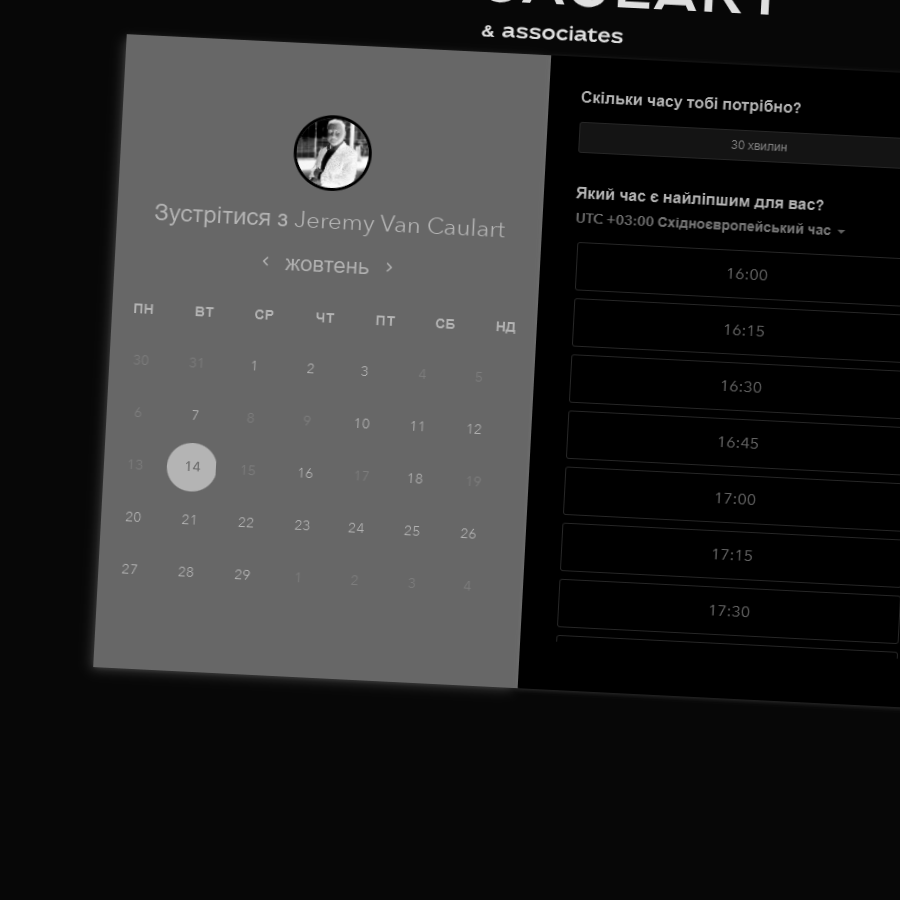 & associates
Зустрітися з Jeremy Van Caulart
‹ жовтень ›
ПН ВТ СР ЧТ ПТ СБ НД
30 31 1 2 3 4 5
6 7 8 9 10 11 12
13 14 15 16 17 18 19
20 21 22 23 24 25 26
27 28 29 1 2 3 4
Скільки часу тобі потрібно?
30 хвилин
Який час є найліпшим для вас?
UTC +03:00 Східноєвропейський час
16:00
16:15
16:30
16:45
17:00
17:15
17:30